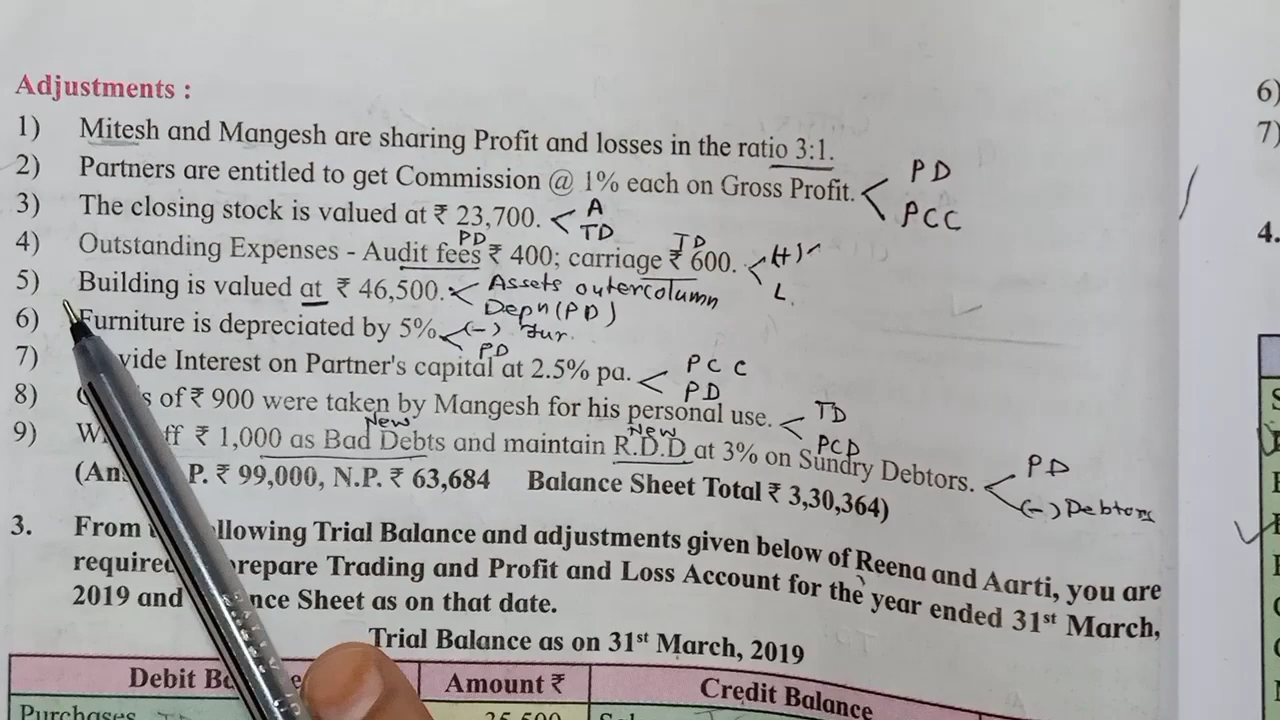 Adjustments :
1) Mitesh and Mangesh are sharing Profit and losses in the ratio 3:1.
2) Partners are entitled to get Commission @ 1% each on Gross Profit. < PD
PCC
3) The closing stock is valued at ₹ 23,700. < A
TD
PD TD
4) Outstanding Expenses - Audit fees ₹ 400; carriage ₹ 600. < (+)
L.
5) Building is valued at ₹ 46,500. < Assets outercolumn
Depn (PD)
6) Furniture is depreciated by 5% < (-) Fur.
PD
7) vide Interest on Partner's capital at 2.5% pa. < PCC
PD
8) s of ₹ 900 were taken by Mangesh for his personal use. < TD
PCD
New New
9) W ff ₹ 1,000 as Bad Debts and maintain R.D.D at 3% on Sundry Debtors. < PD
(-) Debtors
(Ans P. ₹ 99,000, N.P. ₹ 63,684 Balance Sheet Total ₹ 3,30,364)
3. From llowing Trial Balance and adjustments given below of Reena and Aarti, you are
require repare Trading and Profit and Loss Account for the year ended 31st March,
2019 and nce Sheet as on that date.
Trial Balance as on 31st March, 2019
Debit B Amount ₹ Credit Balance
Purchases
6)
7)
4.